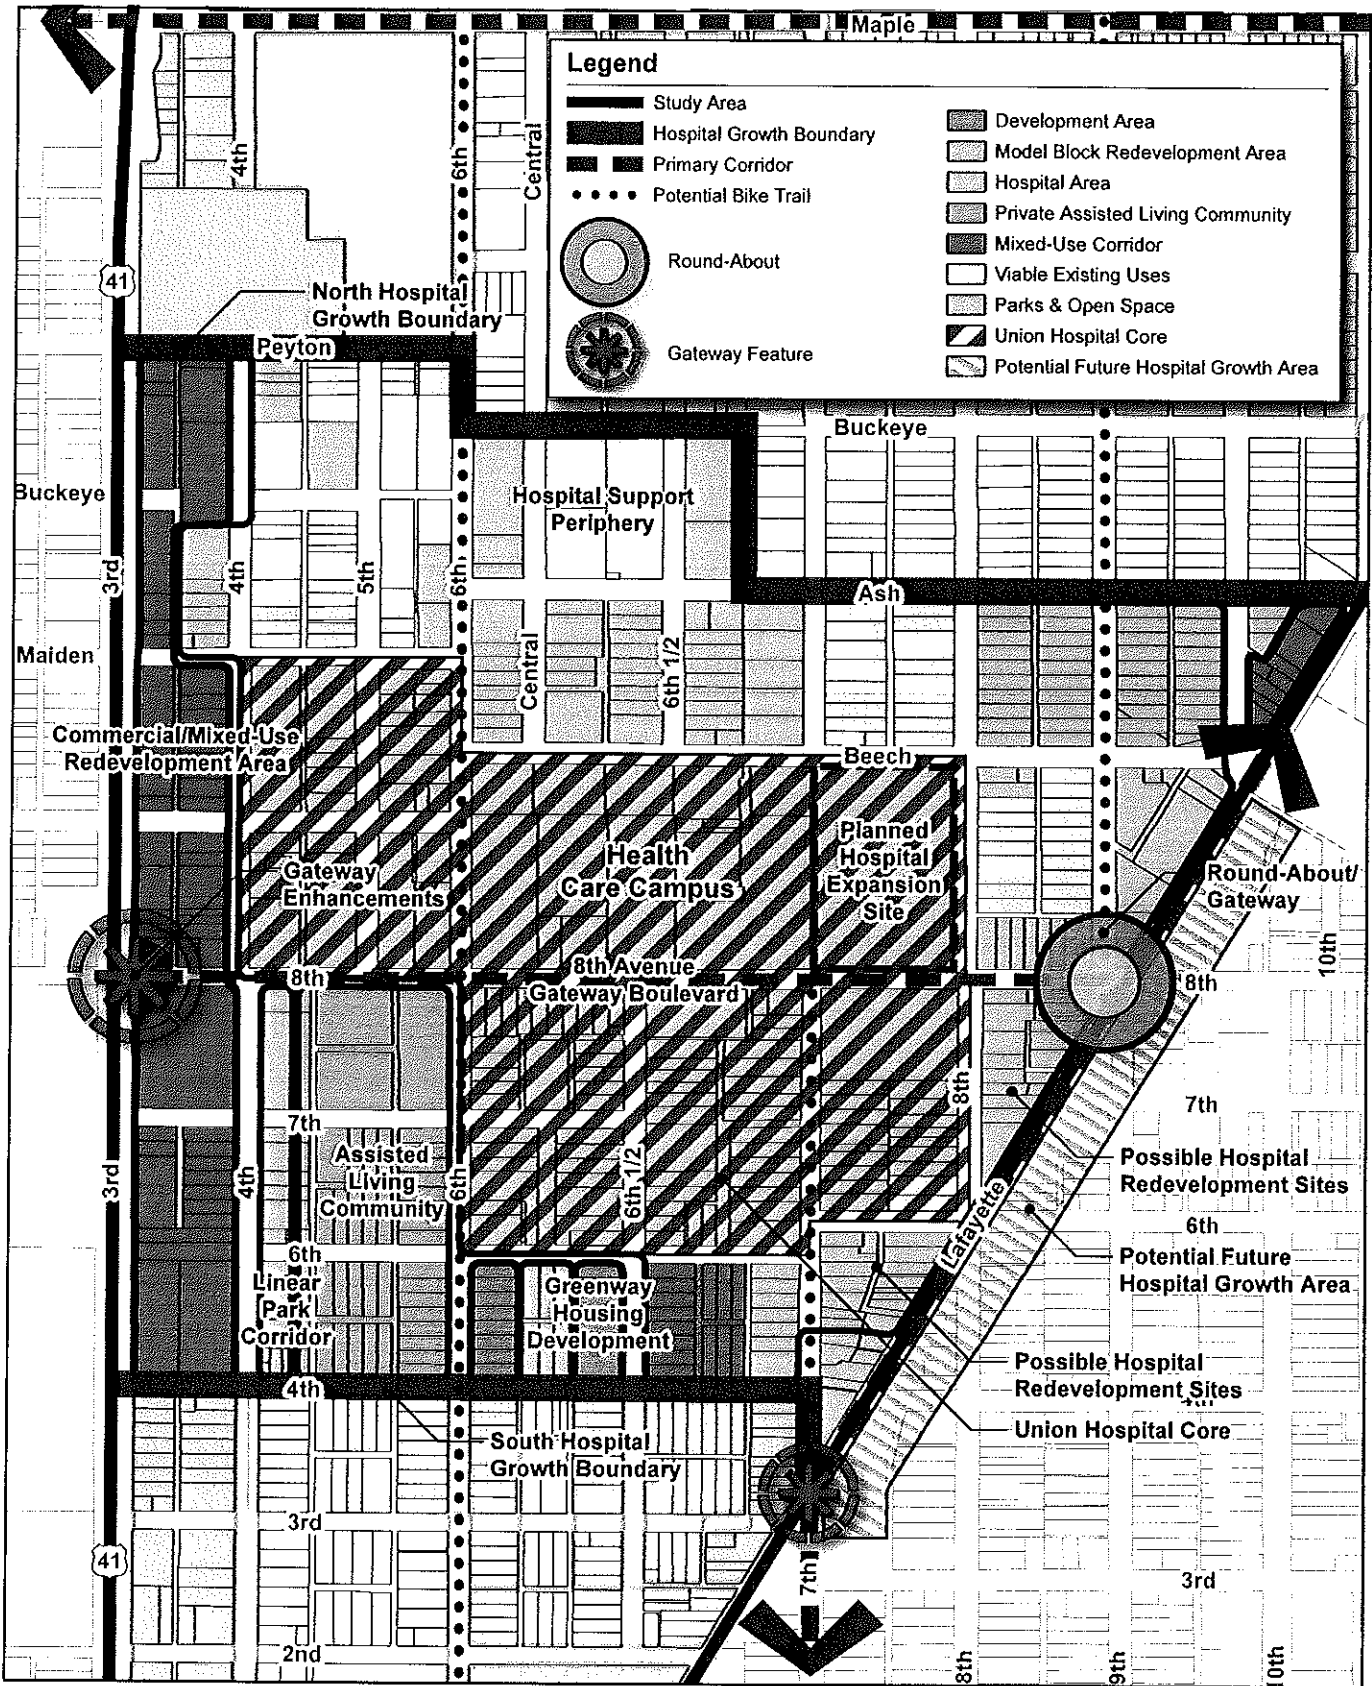 Maple
Legend
Study Area
Hospital Growth Boundary
Primary Corridor
Potential Bike Trail
Round-About
Gateway Feature
Development Area
Model Block Redevelopment Area
Hospital Area
Private Assisted Living Community
Mixed-Use Corridor
Viable Existing Uses
Parks & Open Space
Union Hospital Core
Potential Future Hospital Growth Area
4th
6th
Central
41
North Hospital
Growth Boundary
Peyton
Buckeye
Buckeye
Hospital Support
Periphery
3rd
4th
5th
6th
Ash
Maiden
Central
6th 1/2
Commercial/Mixed-Use
Redevelopment Area
Beech
Health
Care Campus
Planned
Hospital
Expansion
Site
Gateway
Enhancements
Round-About/
Gateway
10th
8th
8th Avenue
Gateway Boulevard
8th
8th
7th
7th
Assisted
Living
Community
3rd
4th
6th
6th 1/2
Lafayette
Possible Hospital
Redevelopment Sites
6th
6th
Potential Future
Hospital Growth Area
Linear
Park
Corridor
Greenway
Housing
Development
Possible Hospital
Redevelopment Sites
4th
4th
Union Hospital Core
South Hospital
Growth Boundary
3rd
41
7th
3rd
2nd
8th
9th
10th